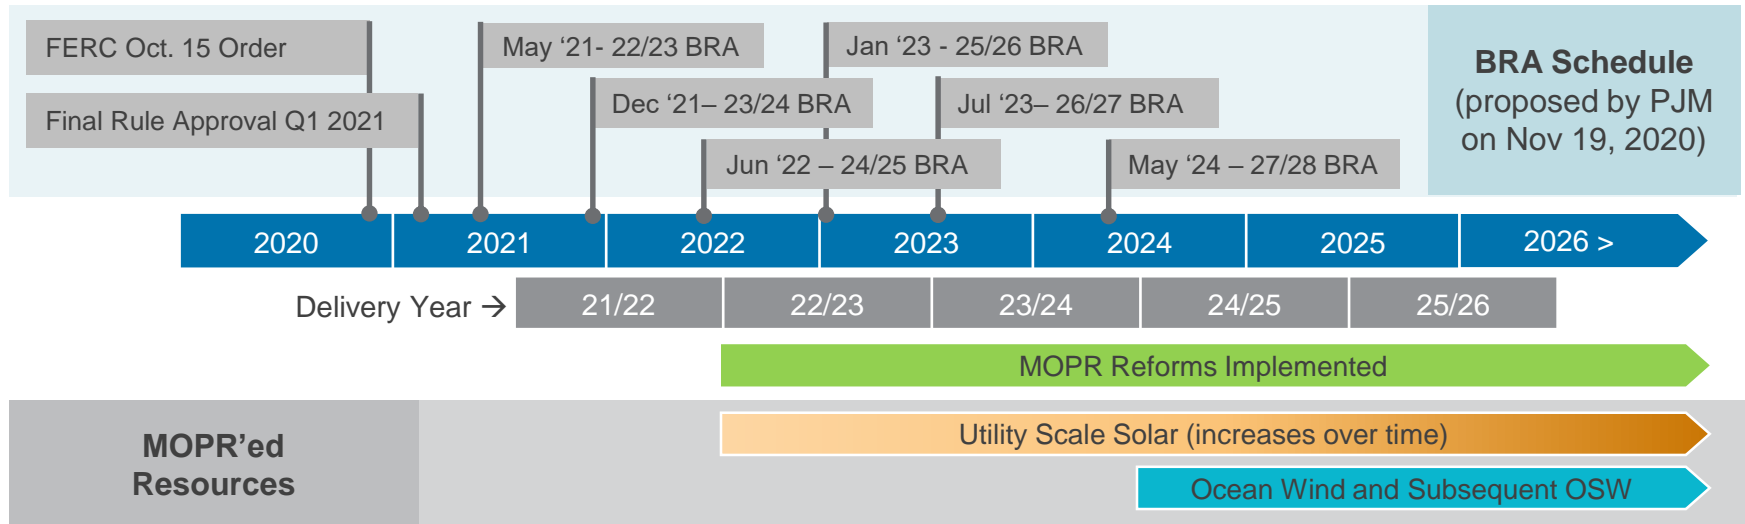 FERC Oct. 15 Order
Final Rule Approval Q1 2021
May ‘21- 22/23 BRA
Dec ‘21– 23/24 BRA
Jun ‘22 – 24/25 BRA
Jan ‘23 - 25/26 BRA
Jul ‘23– 26/27 BRA
May ‘24 – 27/28 BRA
BRA Schedule
(proposed by PJM
on Nov 19, 2020)
2020 2021 2022 2023 2024 2025 2026 >
Delivery Year → 21/22 22/23 23/24 24/25 25/26
MOPR Reforms Implemented
MOPR’ed
Resources
Utility Scale Solar (increases over time)
Ocean Wind and Subsequent OSW